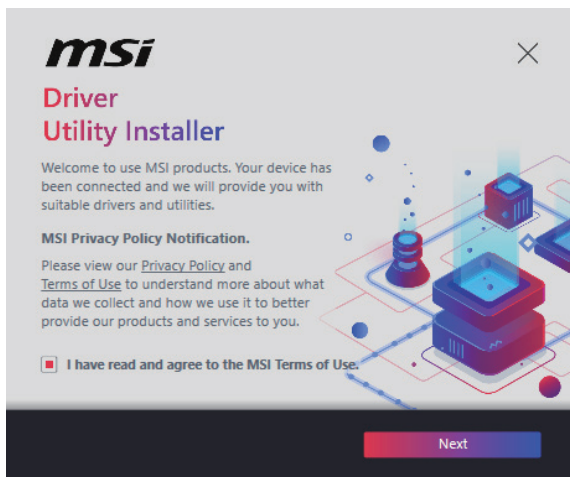 msi
Driver
Utility Installer
Welcome to use MSI products. Your device has
been connected and we will provide you with
suitable drivers and utilities.
MSI Privacy Policy Notification.
Please view our Privacy Policy and
Terms of Use to understand more about what
data we collect and how we use it to better
provide our products and services to you.
I have read and agree to the MSI Terms of Use.
Next